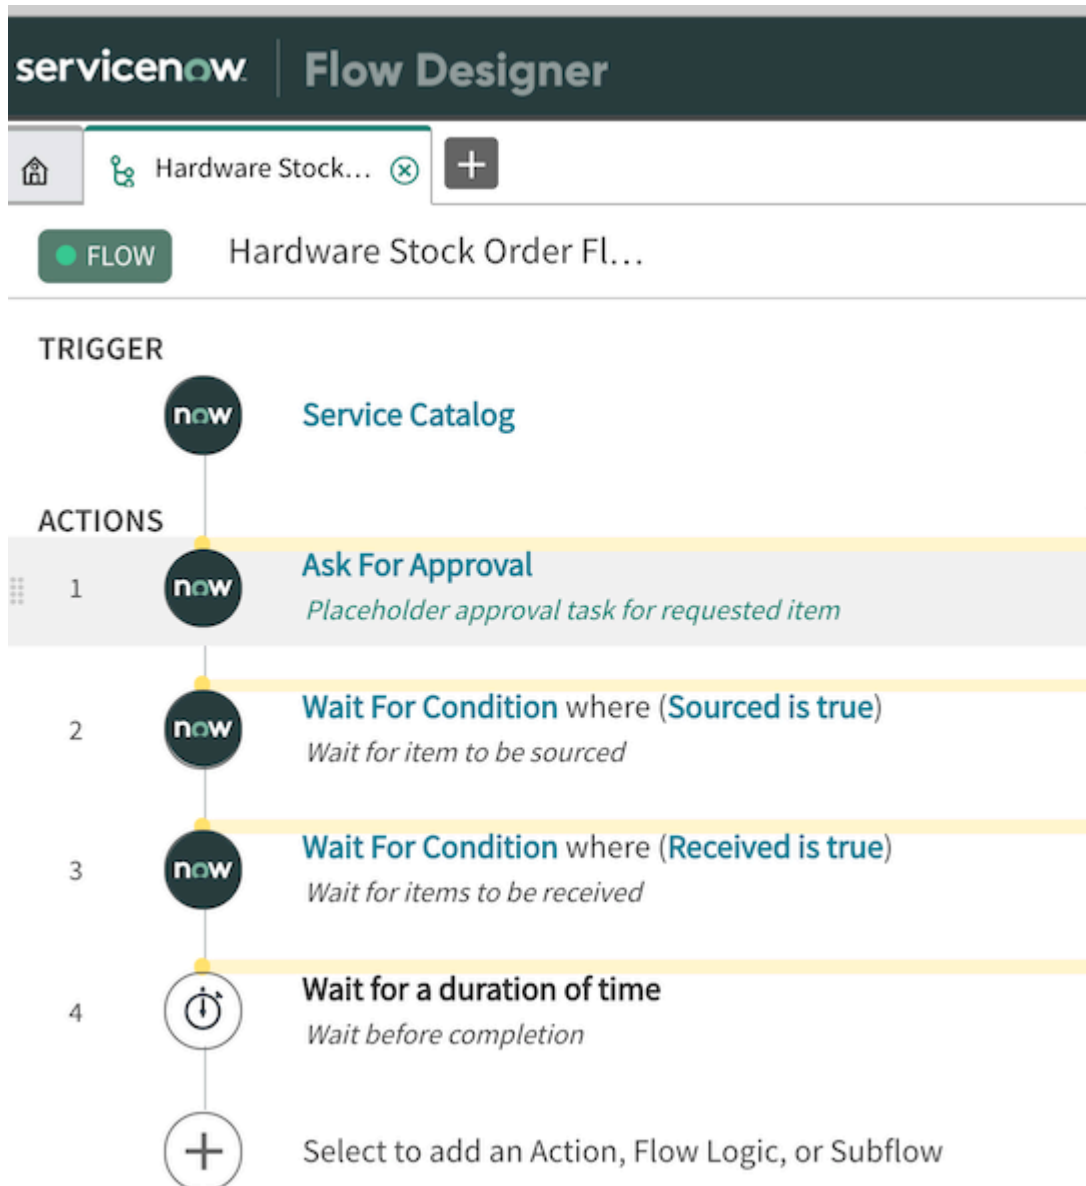 servicenow | Flow Designer
Hardware Stock...
FLOW Hardware Stock Order Fl...
TRIGGER
now Service Catalog
ACTIONS
1 now Ask For Approval
Placeholder approval task for requested item
2 now Wait For Condition where (Sourced is true)
Wait for item to be sourced
3 now Wait For Condition where (Received is true)
Wait for items to be received
4 Wait for a duration of time
Wait before completion
Select to add an Action, Flow Logic, or Subflow